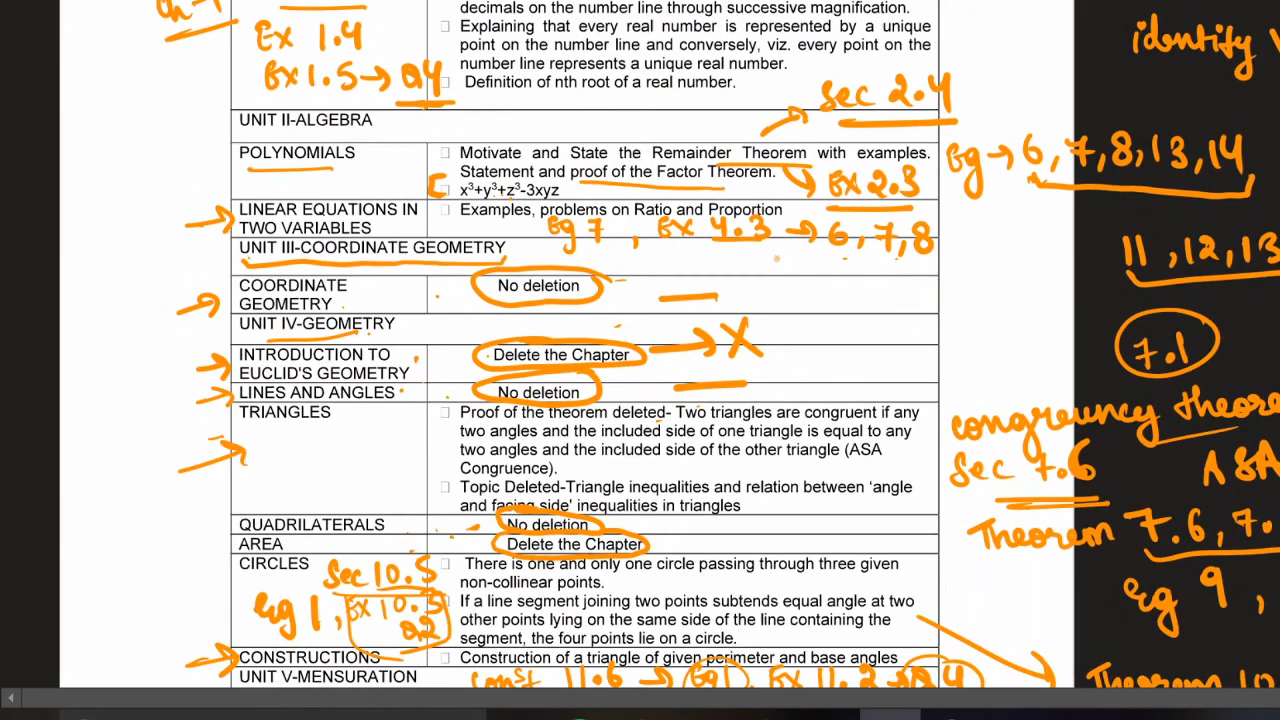 decimals on the number line through successive magnification.
Ex 1.4
Explaining that every real number is represented by a unique
point on the number line and conversely, viz. every point on the
number line represents a unique real number.
identify
Ex 1.5 → Q4
Definition of nth root of a real number.
Sec 2.4
UNIT II-ALGEBRA
POLYNOMIALS
Motivate and State the Remainder Theorem with examples.
Statement and proof of the Factor Theorem.
Eg → 6, 7, 8, 13, 14
x³+y³+z³-3xyz
Ex 2.3
LINEAR EQUATIONS IN
TWO VARIABLES
Examples, problems on Ratio and Proportion
Eg 7, Ex 4.3 → 6, 7, 8
UNIT III-COORDINATE GEOMETRY
11, 12, 13
COORDINATE
GEOMETRY
No deletion
UNIT IV-GEOMETRY
INTRODUCTION TO
EUCLID'S GEOMETRY
Delete the Chapter
→ X
7.1
LINES AND ANGLES
No deletion
TRIANGLES
Proof of the theorem deleted- Two triangles are congruent if any
two angles and the included side of one triangle is equal to any
two angles and the included side of the other triangle (ASA
Congruence).
congruency theore
Sec 7.6
ASA
Topic Deleted-Triangle inequalities and relation between ‘angle
and facing side’ inequalities in triangles
Theorem 7.6, 7.
QUADRILATERALS
No deletion
AREA
Delete the Chapter
CIRCLES
There is one and only one circle passing through three given
non-collinear points.
Sec 10.5
Eg 1, Ex 10.5
Q2
If a line segment joining two points subtends equal angle at two
other points lying on the same side of the line containing the
segment, the four points lie on a circle.
Eg 9,
CONSTRUCTIONS
Construction of a triangle of given perimeter and base angles
UNIT V-MENSURATION
const 11.6 → Eg 1, Ex 11.2 → Q4
Theorem 10